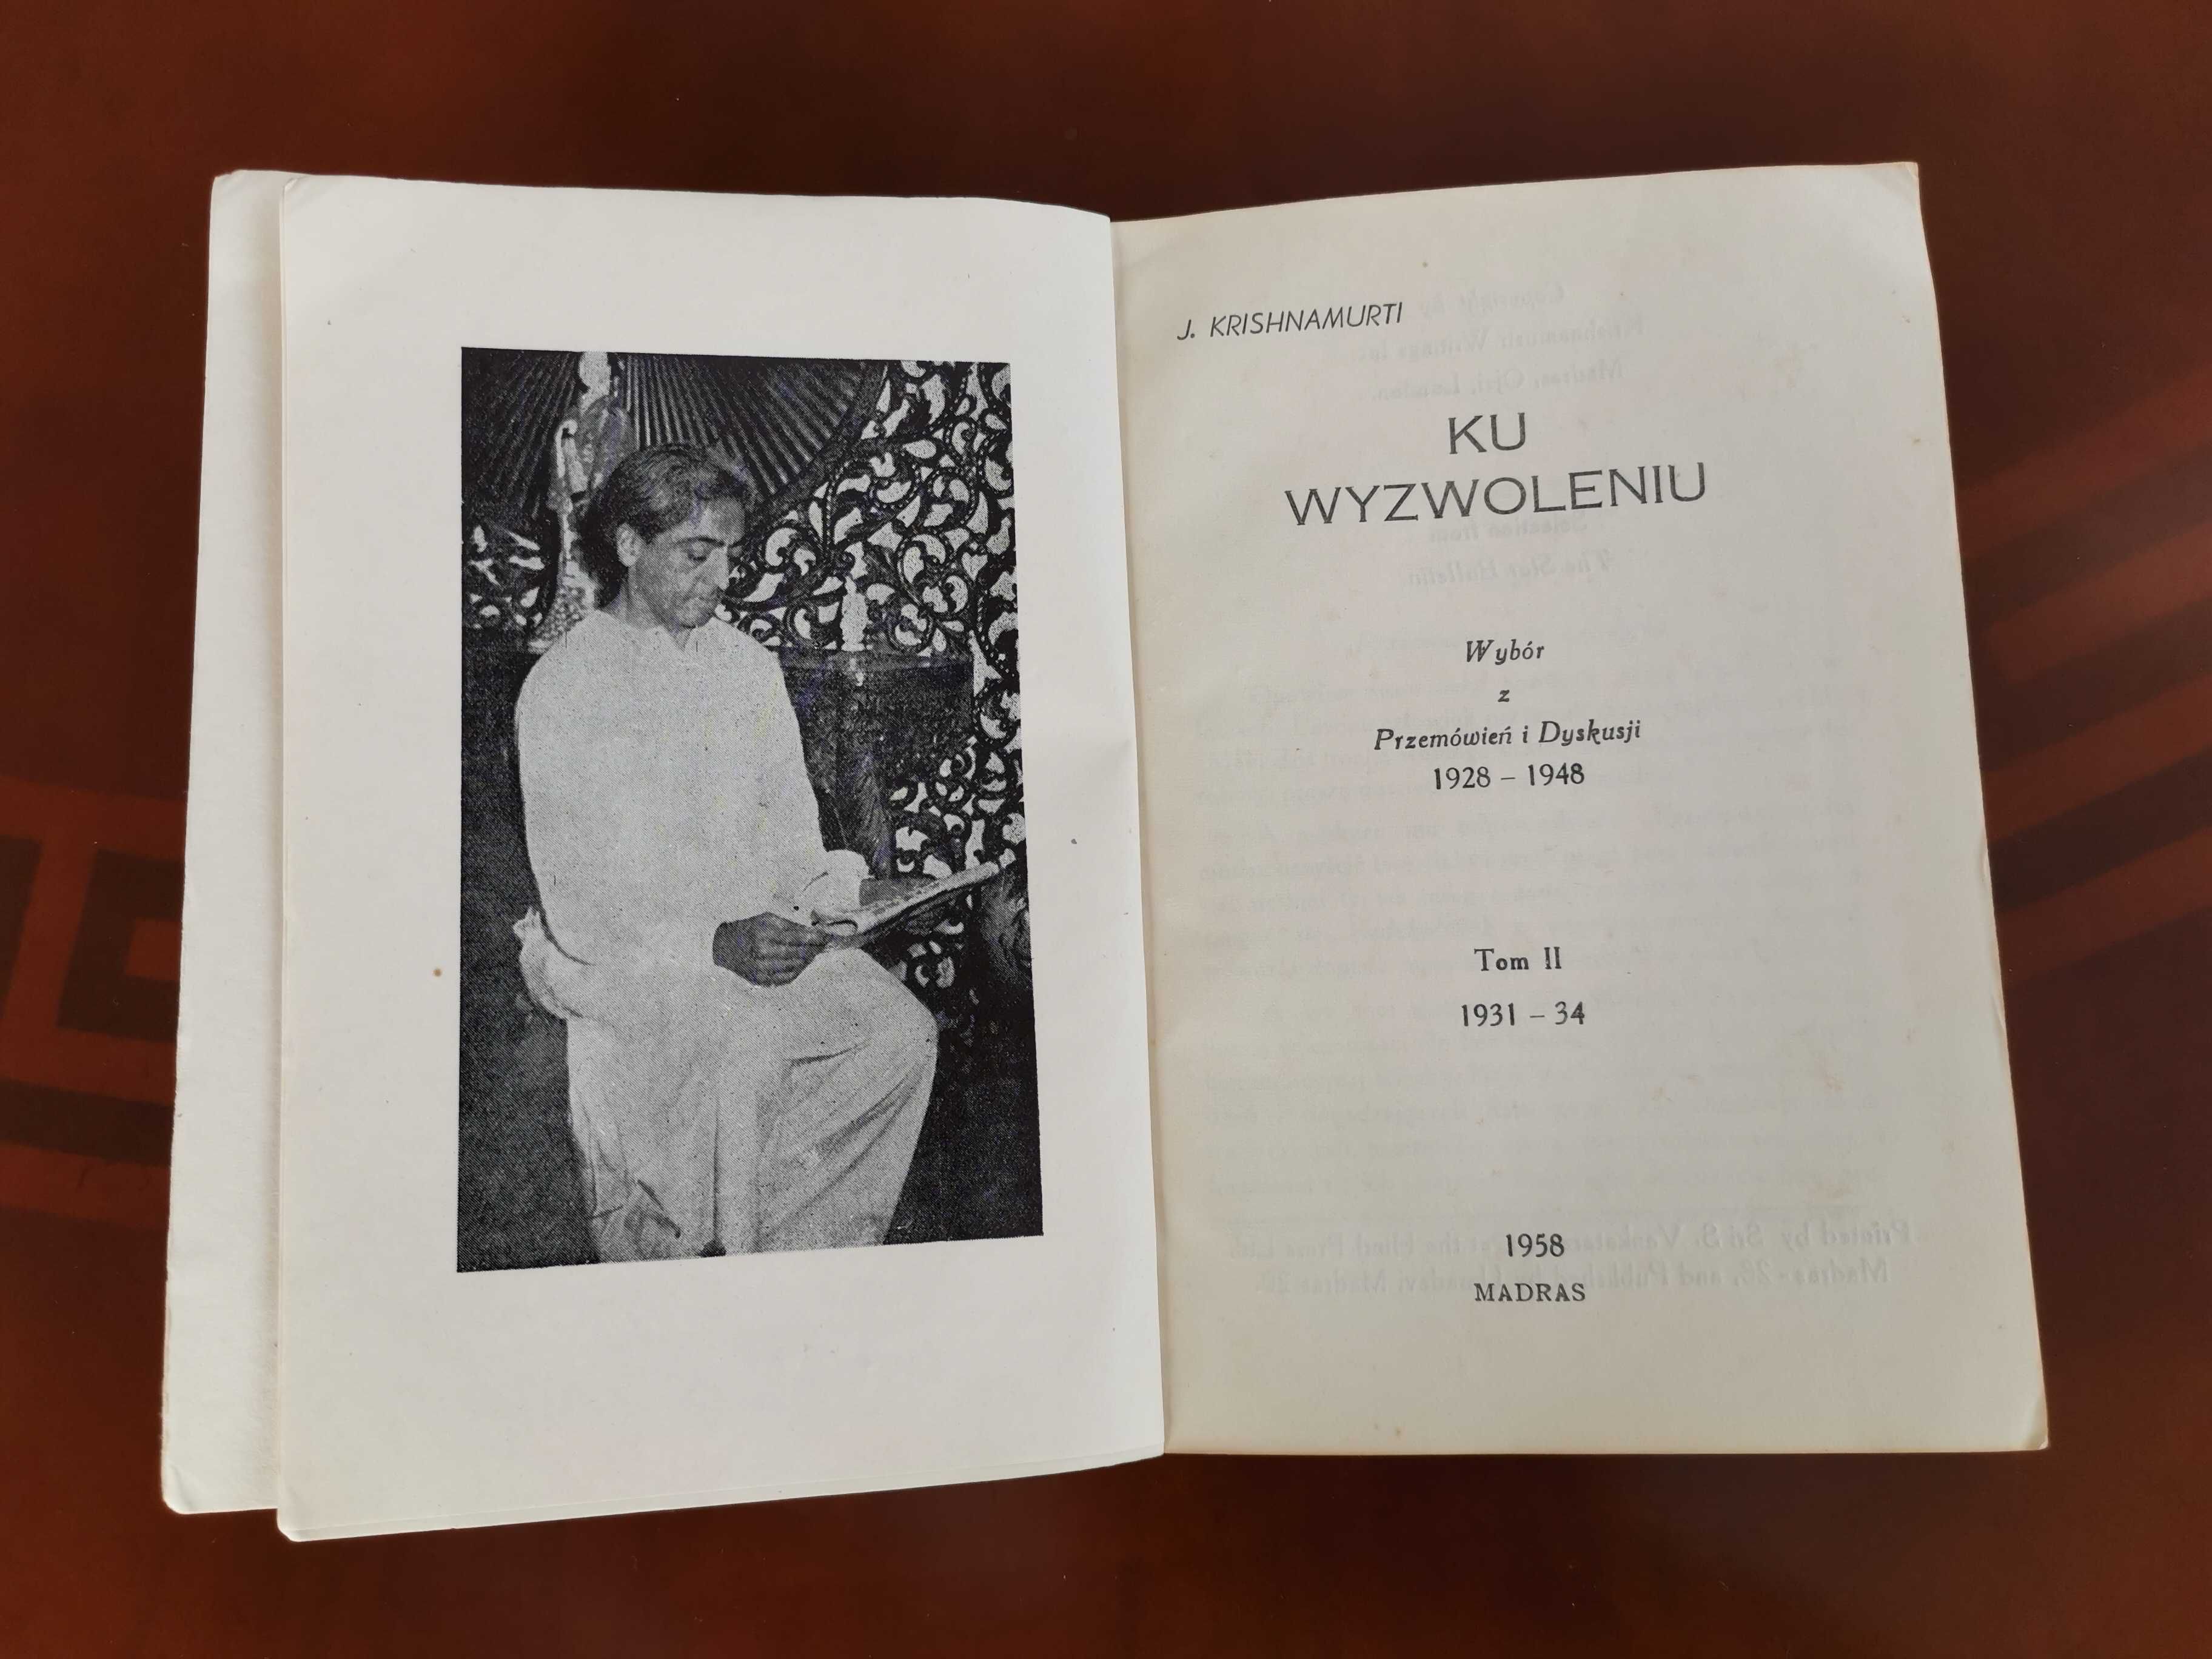 J. KRISHNAMURTI
KU
WYZWOLENIU
Wybór
z
Przemówień i Dyskusji
1928 – 1948
Tom II
1931 – 34
1958
MADRAS